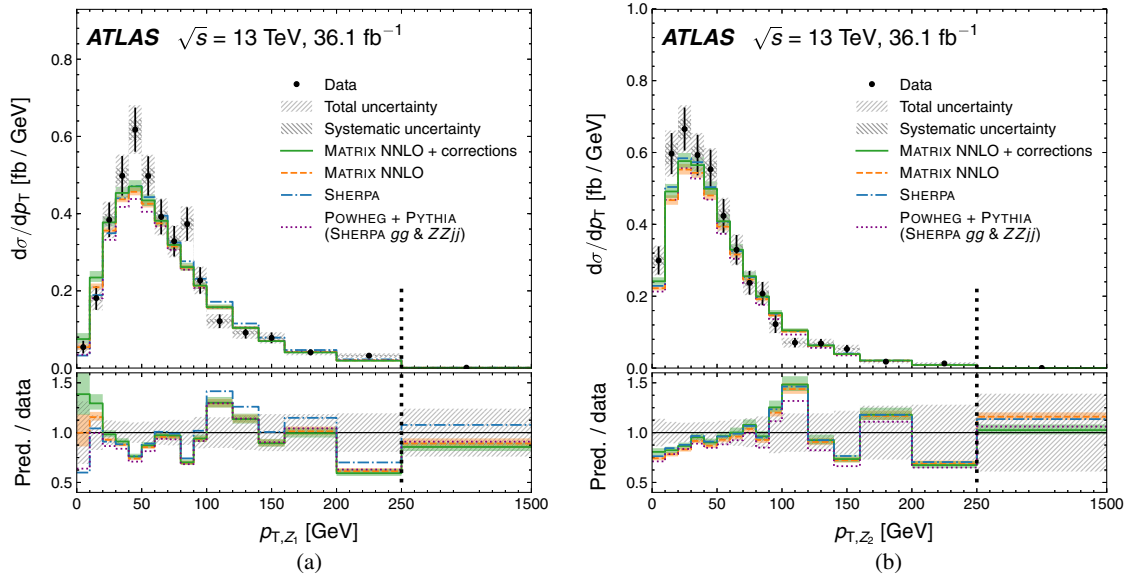 ATLAS √s = 13 TeV, 36.1 fb⁻¹
Data
Total uncertainty
Systematic uncertainty
MATRIX NNLO + corrections
MATRIX NNLO
SHERPA
POWHEG + PYTHIA
(SHERPA gg & ZZjj)
dσ/dpT [fb / GeV]
0.8
0.6
0.4
0.2
0.0
Pred. / data
1.5
1.0
0.5
0 50 100 150 200 250 1500
pT,Z1 [GeV]
(a)
ATLAS √s = 13 TeV, 36.1 fb⁻¹
Data
Total uncertainty
Systematic uncertainty
MATRIX NNLO + corrections
MATRIX NNLO
SHERPA
POWHEG + PYTHIA
(SHERPA gg & ZZjj)
dσ/dpT [fb / GeV]
1.0
0.8
0.6
0.4
0.2
0.0
Pred. / data
1.5
1.0
0.5
0 50 100 150 200 250 1500
pT,Z2 [GeV]
(b)